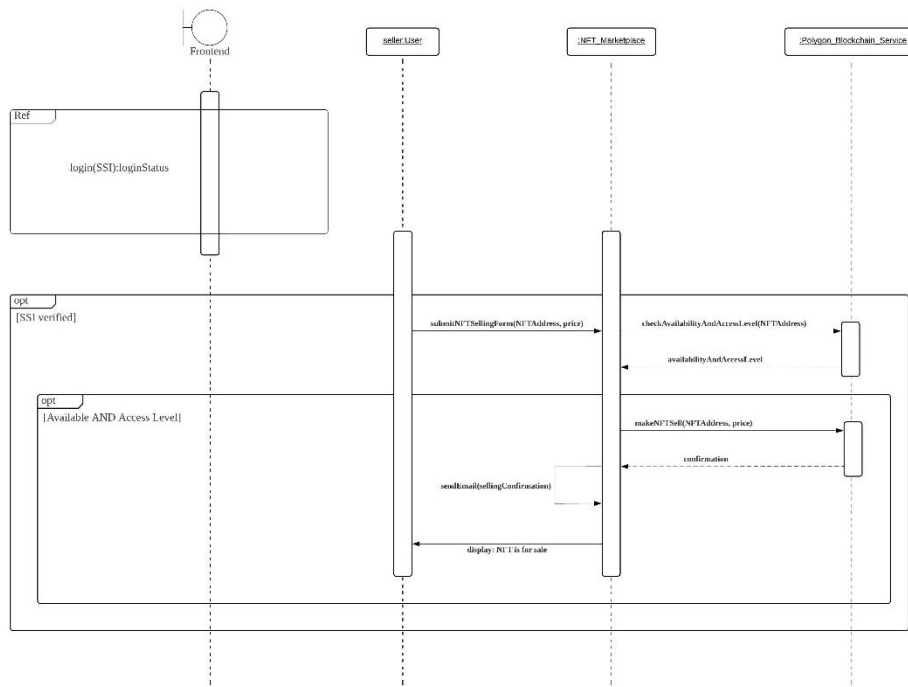 Frontend
seller:User
:NFT_Marketplace
:Polygon_Blockchain_Service
Ref
login(SSI):loginStatus
opt
[SSI verified]
submitNFTSellingForm(NFTAddress, price)
checkAvailabilityAndAccessLevel(NFTAddress)
availabilityAndAccessLevel
opt
[Available AND Access Level]
makeNFTSell(NFTAddress, price)
confirmation
sendEmail(sellingConfirmation)
display: NFT is for sale